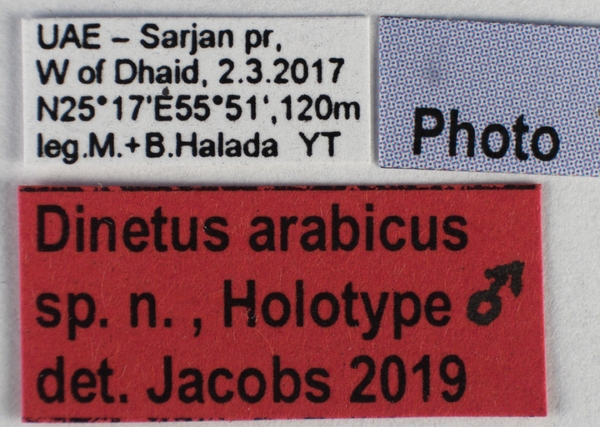 UAE – Sarjan pr,
W of Dhaid, 2.3.2017
N25°17'E55°51',120m
leg.M.+B.Halada YT
Photo
Dinetus arabicus
sp. n. , Holotype ♂
det. Jacobs 2019